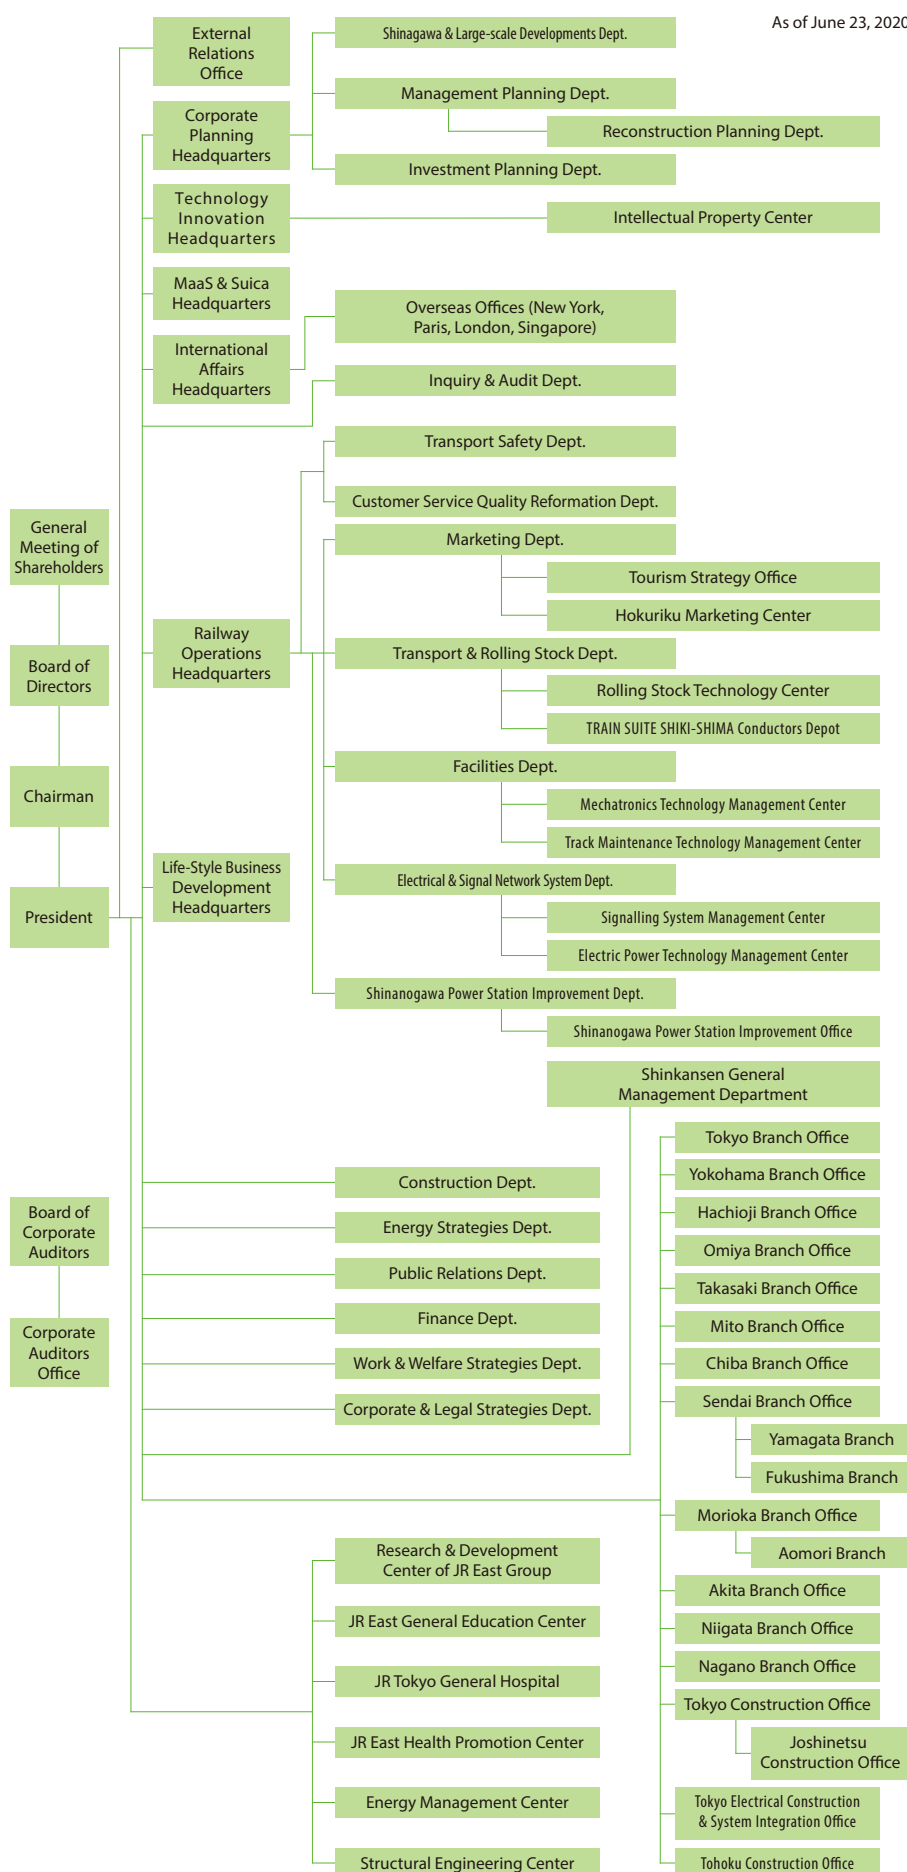 As of June 23, 2020
External
Relations
Office
Shinagawa & Large-scale Developments Dept.
Corporate
Planning
Headquarters
Management Planning Dept.
Reconstruction Planning Dept.
Investment Planning Dept.
Technology
Innovation
Headquarters
Intellectual Property Center
MaaS & Suica
Headquarters
International
Affairs
Headquarters
Overseas Offices (New York,
Paris, London, Singapore)
Inquiry & Audit Dept.
Transport Safety Dept.
Customer Service Quality Reformation Dept.
General
Meeting of
Shareholders
Board of
Directors
Chairman
President
Railway
Operations
Headquarters
Marketing Dept.
Tourism Strategy Office
Hokuriku Marketing Center
Transport & Rolling Stock Dept.
Rolling Stock Technology Center
TRAIN SUITE SHIKI-SHIMA Conductors Depot
Facilities Dept.
Mechatronics Technology Management Center
Track Maintenance Technology Management Center
Life-Style Business
Development
Headquarters
Electrical & Signal Network System Dept.
Signalling System Management Center
Electric Power Technology Management Center
Shinanogawa Power Station Improvement Dept.
Shinanogawa Power Station Improvement Office
Shinkansen General
Management Department
Board of
Corporate
Auditors
Corporate
Auditors
Office
Construction Dept.
Energy Strategies Dept.
Public Relations Dept.
Finance Dept.
Work & Welfare Strategies Dept.
Corporate & Legal Strategies Dept.
Tokyo Branch Office
Yokohama Branch Office
Hachioji Branch Office
Omiya Branch Office
Takasaki Branch Office
Mito Branch Office
Chiba Branch Office
Sendai Branch Office
Yamagata Branch
Fukushima Branch
Morioka Branch Office
Aomori Branch
Akita Branch Office
Niigata Branch Office
Nagano Branch Office
Tokyo Construction Office
Joshinetsu
Construction Office
Tokyo Electrical Construction
& System Integration Office
Tohoku Construction Office
Research & Development
Center of JR East Group
JR East General Education Center
JR Tokyo General Hospital
JR East Health Promotion Center
Energy Management Center
Structural Engineering Center